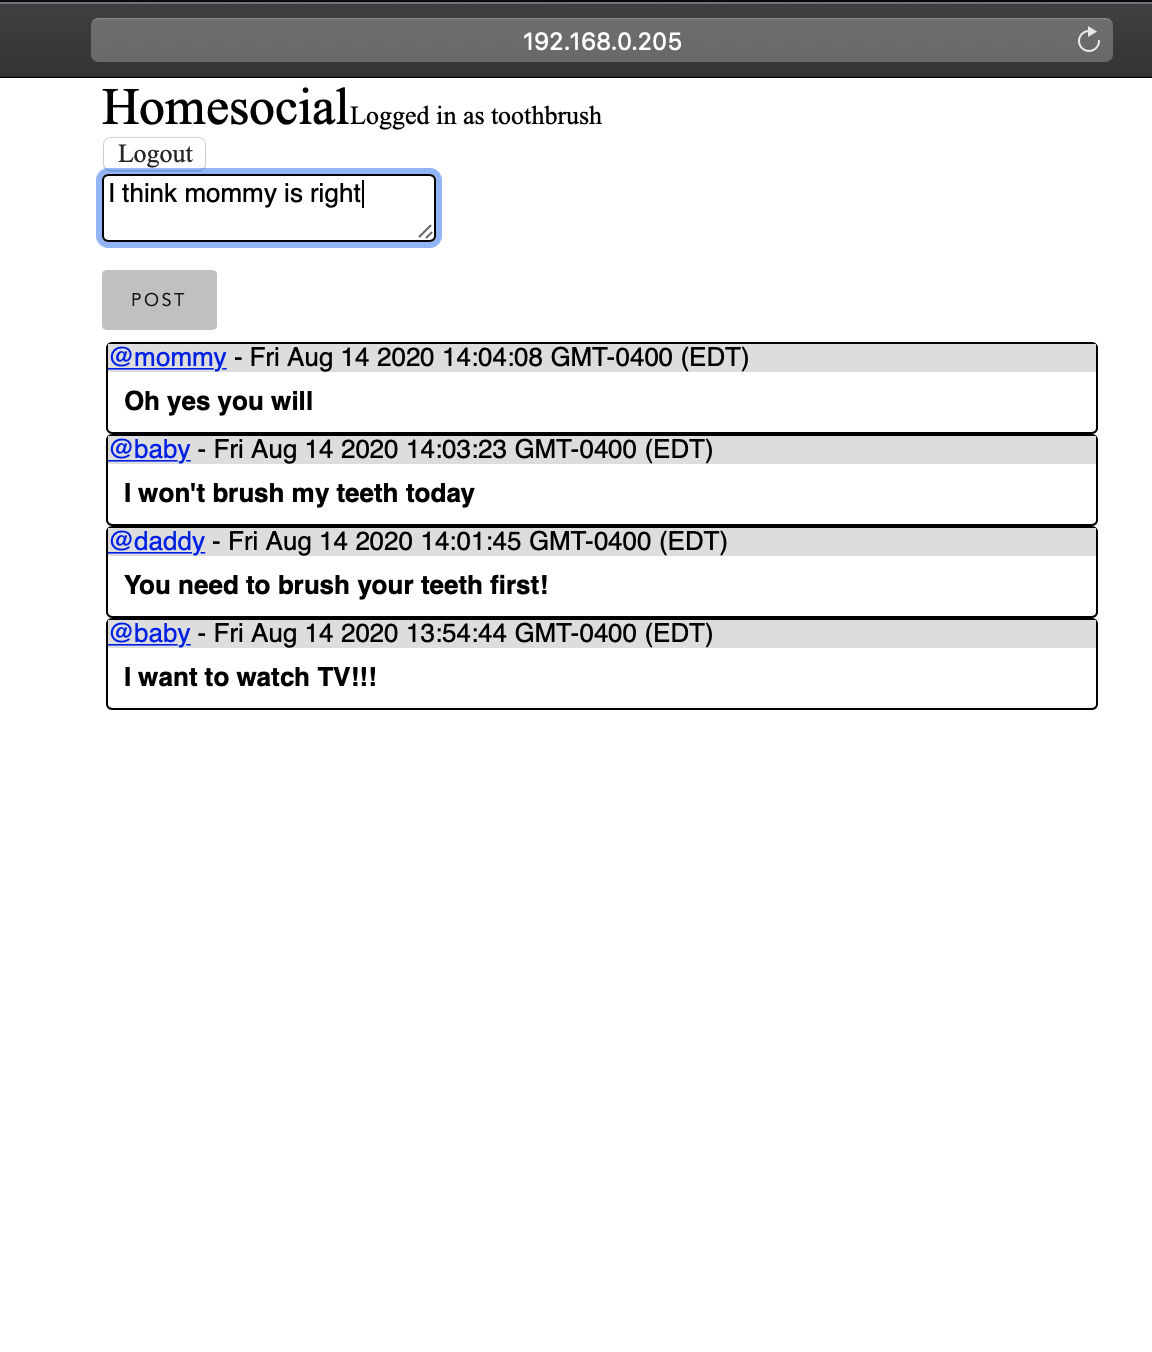 192.168.0.205
Homesocial Logged in as toothbrush
Logout
I think mommy is right
POST
@mommy - Fri Aug 14 2020 14:04:08 GMT-0400 (EDT)
Oh yes you will
@baby - Fri Aug 14 2020 14:03:23 GMT-0400 (EDT)
I won't brush my teeth today
@daddy - Fri Aug 14 2020 14:01:45 GMT-0400 (EDT)
You need to brush your teeth first!
@baby - Fri Aug 14 2020 13:54:44 GMT-0400 (EDT)
I want to watch TV!!!